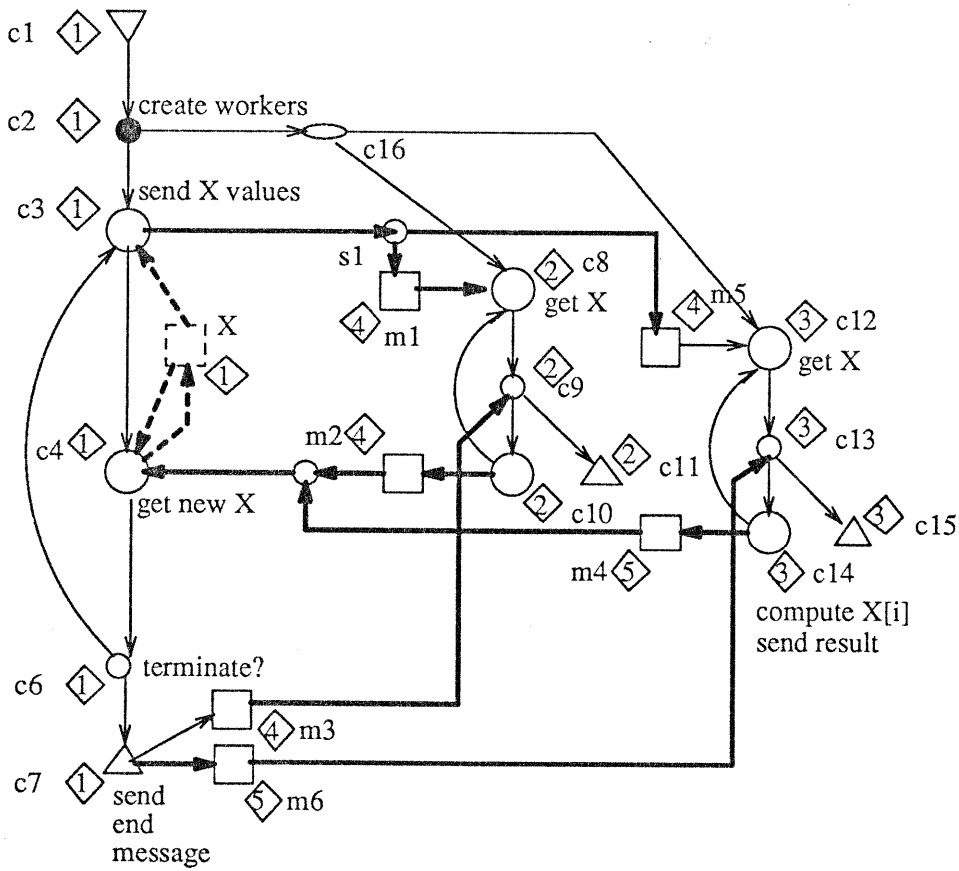 c1 1
c2 1 create workers
c16
c3 1 send X values
s1
2 c8
get X
4 m1
4 m5
3 c12
get X
X
1
2 c9
c4 1
get new X
m2 4
2 c11
2 c10
3 c13
3 c15
m4 5
3 c14
compute X[i]
send result
c6 1 terminate?
4 m3
c7 1
5 m6
send
end
message